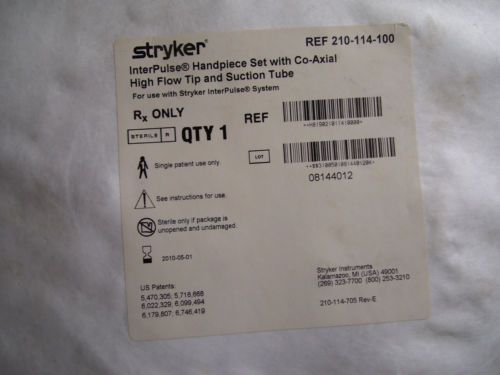 stryker®
REF 210-114-100
InterPulse® Handpiece Set with Co-Axial
High Flow Tip and Suction Tube
For use with Stryker InterPulse® System
Rx ONLY
REF
STERILE R
QTY 1
LOT
08144012
Single patient use only.
See instructions for use.
Sterile only if package is
unopened and undamaged.
2010-05-01
US Patents:
5,470,305; 5,718,668
6,022,329; 6,099,494
6,179,807; 6,746,419
Stryker Instruments
Kalamazoo, MI (USA) 49001
(269) 323-7700 (800) 253-3210
210-114-705 Rev-E